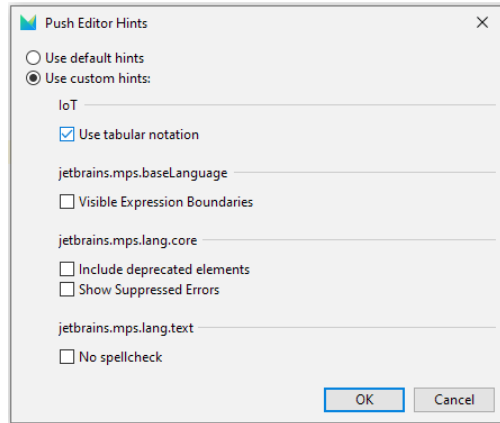 Push Editor Hints
Use default hints
Use custom hints:
IoT
Use tabular notation
jetbrains.mps.baseLanguage
Visible Expression Boundaries
jetbrains.mps.lang.core
Include deprecated elements
Show Suppressed Errors
jetbrains.mps.lang.text
No spellcheck
OK Cancel